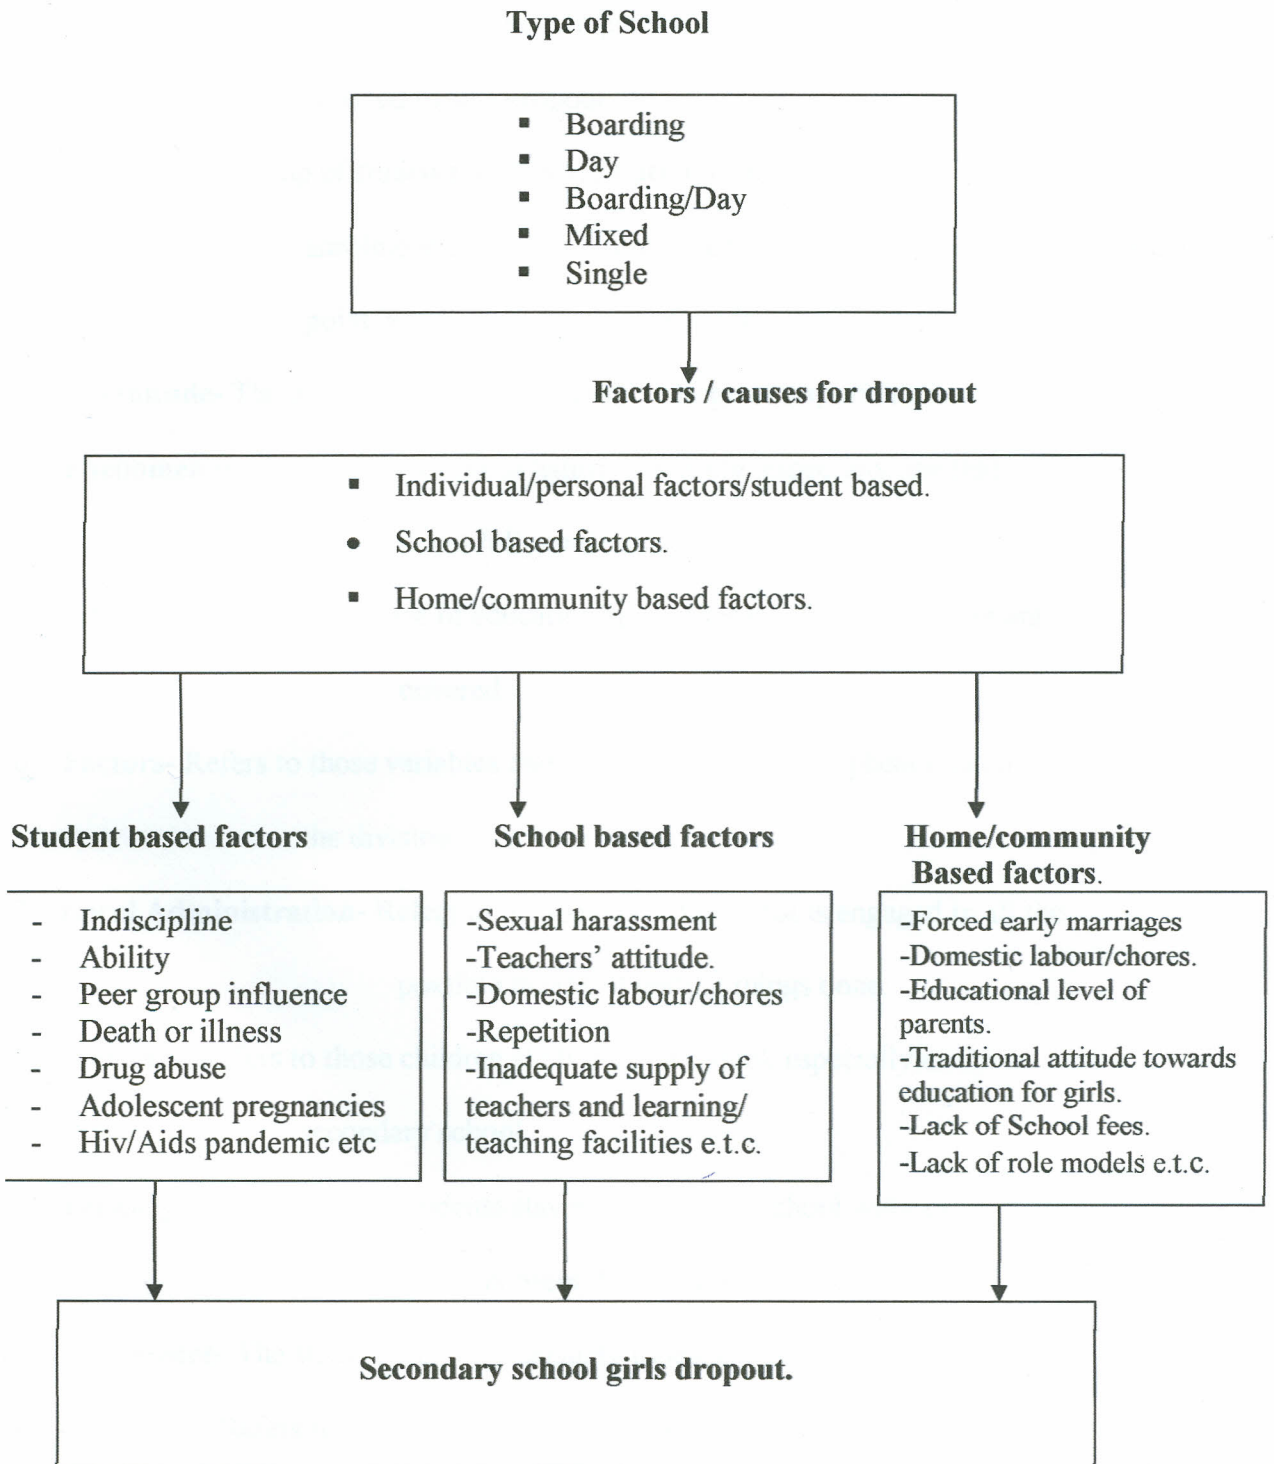 Type of School
▪ Boarding
▪ Day
▪ Boarding/Day
▪ Mixed
▪ Single
Factors / causes for dropout
▪ Individual/personal factors/student based.
• School based factors.
▪ Home/community based factors.
Student based factors
- Indiscipline
- Ability
- Peer group influence
- Death or illness
- Drug abuse
- Adolescent pregnancies
- Hiv/Aids pandemic etc
School based factors
-Sexual harassment
-Teachers' attitude.
-Domestic labour/chores
-Repetition
-Inadequate supply of
teachers and learning/
teaching facilities e.t.c.
Home/community
Based factors.
-Forced early marriages
-Domestic labour/chores.
-Educational level of
parents.
-Traditional attitude towards
education for girls.
-Lack of School fees.
-Lack of role models e.t.c.
Secondary school girls dropout.